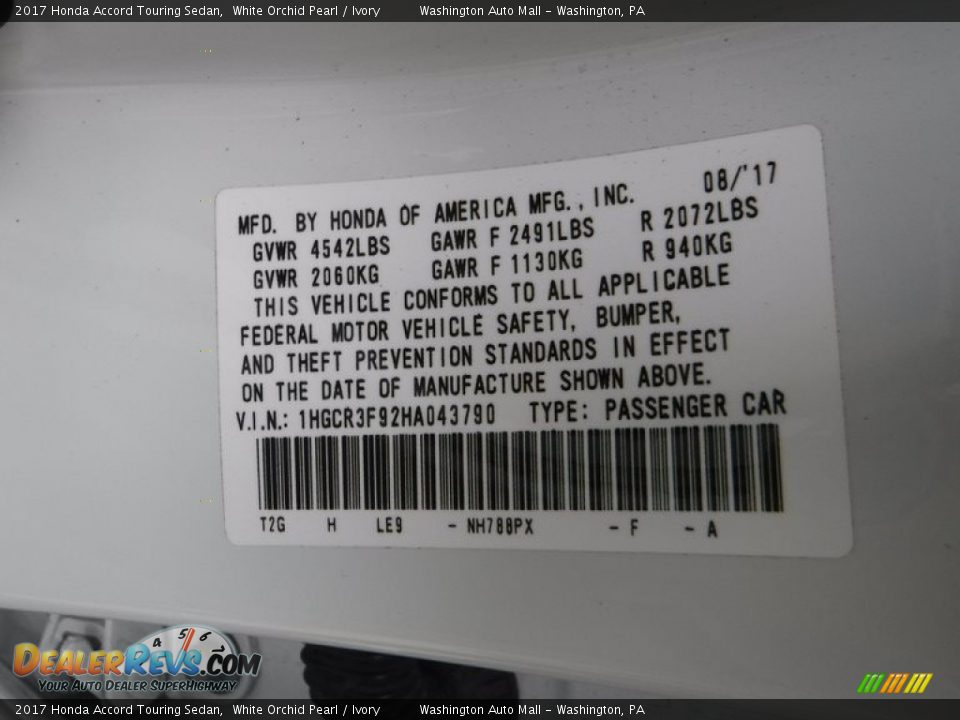 2017 Honda Accord Touring Sedan, White Orchid Pearl / Ivory Washington Auto Mall - Washington, PA
MFD. BY HONDA OF AMERICA MFG., INC. 08/'17
GVWR 4542LBS GAWR F 2491LBS R 2072LBS
GVWR 2060KG GAWR F 1130KG R 940KG
THIS VEHICLE CONFORMS TO ALL APPLICABLE
FEDERAL MOTOR VEHICLE SAFETY, BUMPER,
AND THEFT PREVENTION STANDARDS IN EFFECT
ON THE DATE OF MANUFACTURE SHOWN ABOVE.
V.I.N.: 1HGCR3F92HA043790 TYPE: PASSENGER CAR
T2G H LE9 - NH788PX - F - A
4 5 6
DEALERREVS.COM
YOUR AUTO DEALER SUPERHIGHWAY
2017 Honda Accord Touring Sedan, White Orchid Pearl / Ivory Washington Auto Mall - Washington, PA